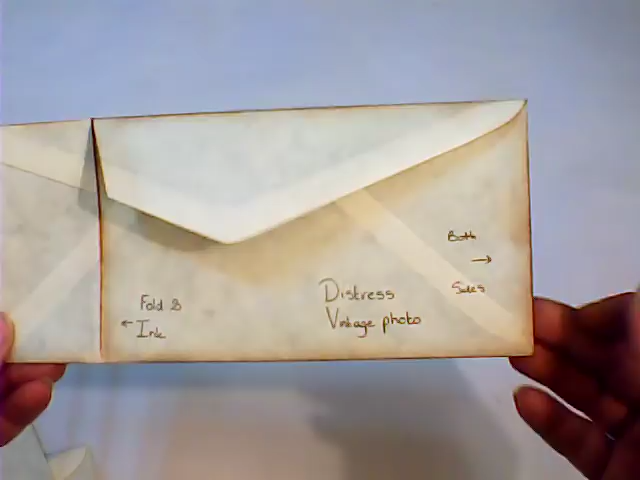 Fold &
← Ink
Distress
Vintage photo
Both
→
Sides